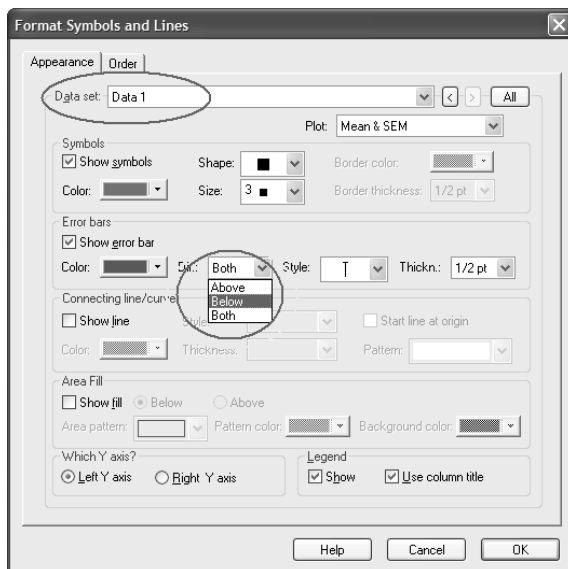 Format Symbols and Lines
Appearance Order
Data set: Data 1 < > All
Plot: Mean & SEM
Symbols
Show symbols Shape: Border color:
Color: Size: 3 Border thickness: 1/2 pt
Error bars
Show error bar
Color: Dir.: Both Style: Thickn.: 1/2 pt
Above
Below
Both
Connecting line/curve
Show line Style: Start line at origin
Color: Thickness: Pattern:
Area Fill
Show fill Below Above
Area pattern: Pattern color: Background color:
Which Y axis? Legend
Left Y axis Right Y axis Show Use column title
Help Cancel OK